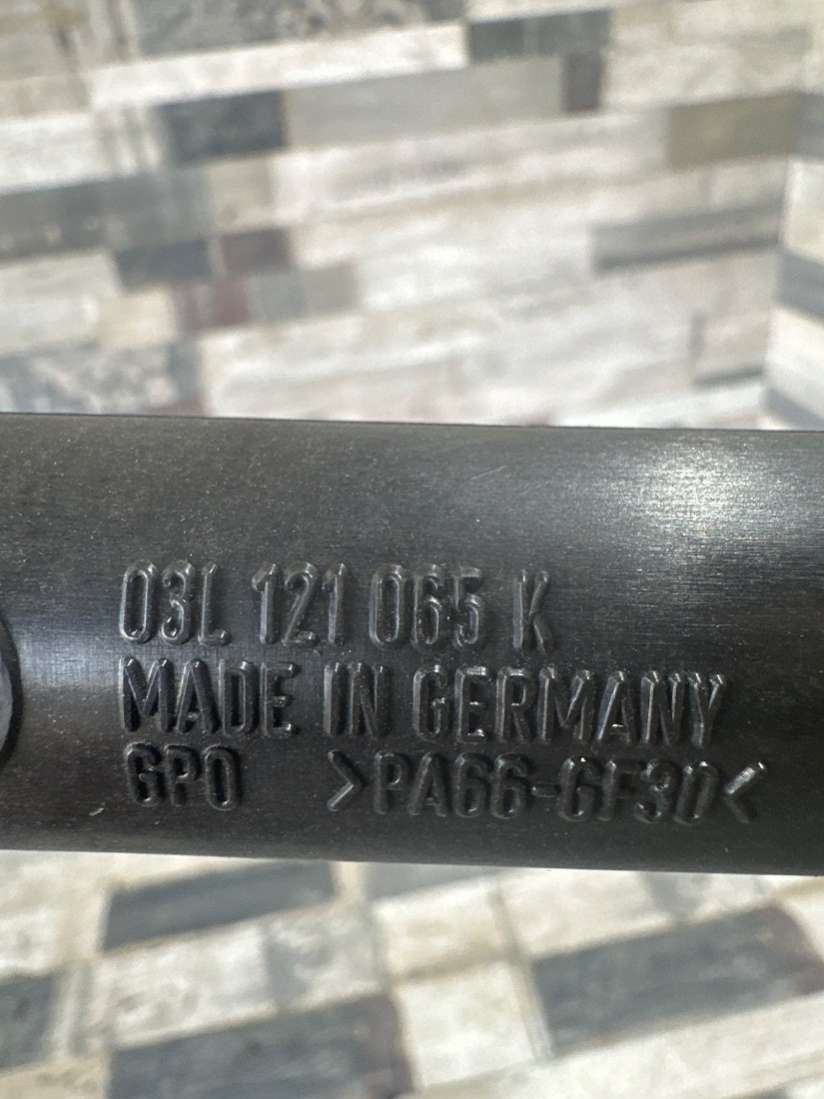 03L 121 065 K
MADE IN GERMANY
GPO >PA66-GF30<